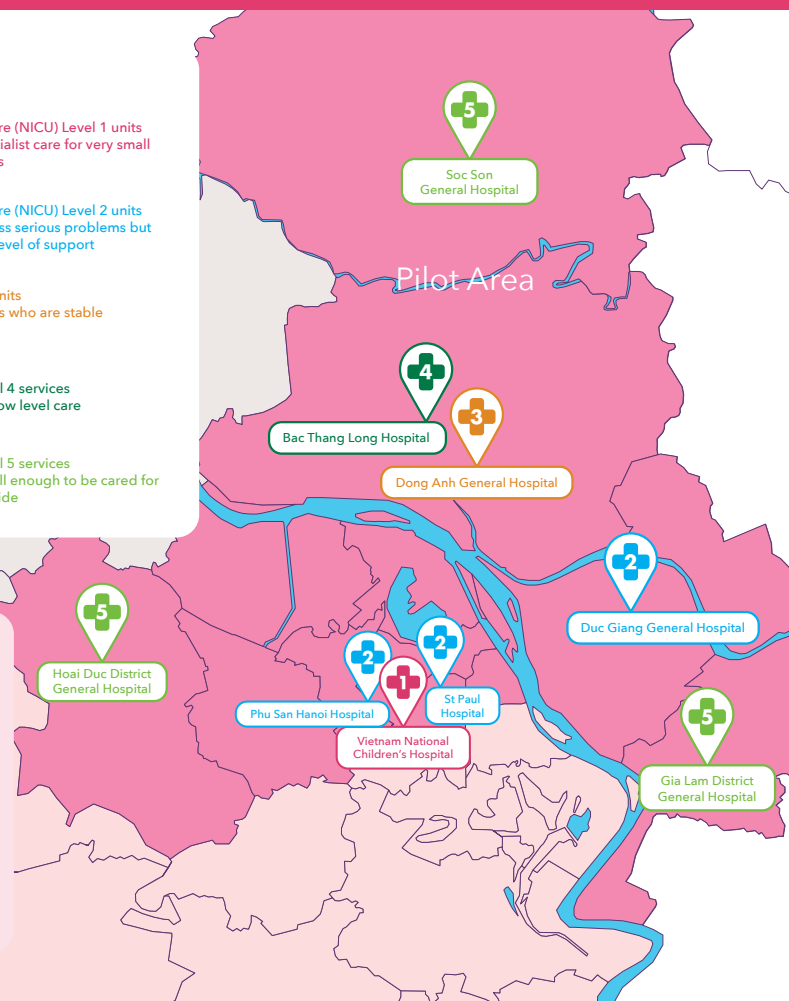 re (NICU) Level 1 units
ialist care for very small
s
re (NICU) Level 2 units
ss serious problems but
evel of support
nits
s who are stable
l 4 services
ow level care
l 5 services
ll enough to be cared for
ide
5
Soc Son
General Hospital
Pilot Area
4
Bac Thang Long Hospital
3
Dong Anh General Hospital
2
Duc Giang General Hospital
5
Hoai Duc District
General Hospital
2
Phu San Hanoi Hospital
1
Vietnam National
Children's Hospital
2
St Paul
Hospital
5
Gia Lam District
General Hospital